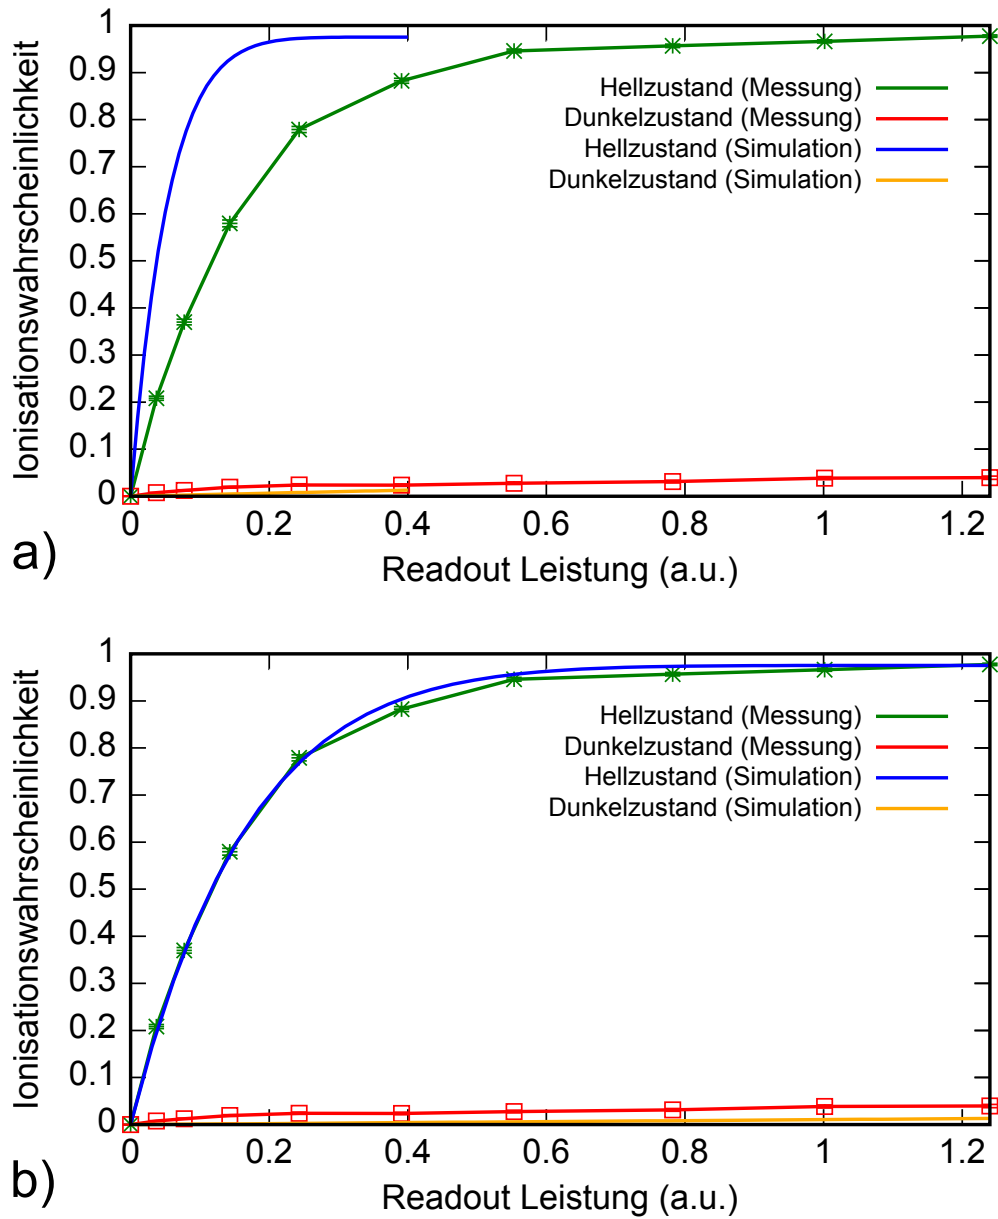 1
0.9
0.8
0.7
0.6
0.5
0.4
0.3
0.2
0.1
0
Ionisationswahrscheinlichkeit
Hellzustand (Messung)
Dunkelzustand (Messung)
Hellzustand (Simulation)
Dunkelzustand (Simulation)
0 0.2 0.4 0.6 0.8 1 1.2
Readout Leistung (a.u.)
a)
1
0.9
0.8
0.7
0.6
0.5
0.4
0.3
0.2
0.1
0
Ionisationswahrscheinlichkeit
Hellzustand (Messung)
Dunkelzustand (Messung)
Hellzustand (Simulation)
Dunkelzustand (Simulation)
0 0.2 0.4 0.6 0.8 1 1.2
Readout Leistung (a.u.)
b)